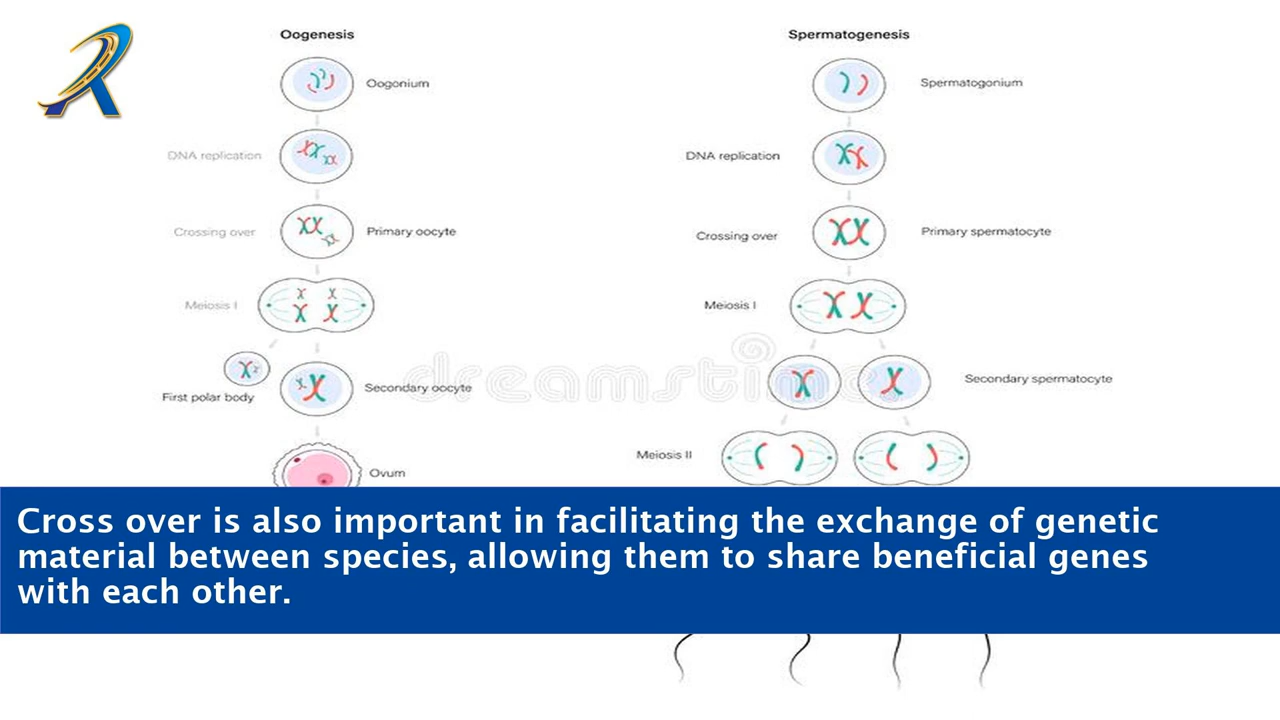 Oogenesis
Spermatogenesis
Oogonium
Spermatogonium
DNA replication
DNA replication
Crossing over
Primary oocyte
Crossing over
Primary spermatocyte
Meiosis I
Meiosis I
First polar body
Secondary oocyte
Secondary spermatocyte
dreamstime
Meiosis II
Ovum
Cross over is also important in facilitating the exchange of genetic
material between species, allowing them to share beneficial genes
with each other.